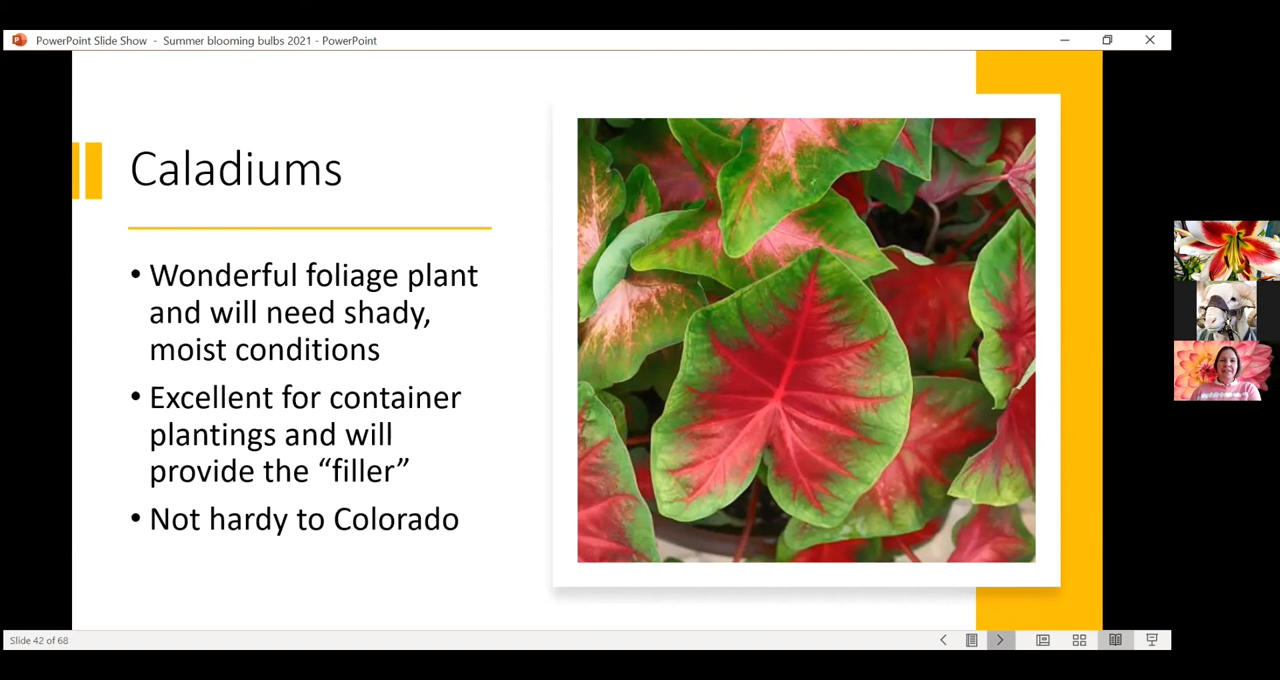 PowerPoint Slide Show - Summer blooming bulbs 2021 - PowerPoint
Caladiums
• Wonderful foliage plant
and will need shady,
moist conditions
• Excellent for container
plantings and will
provide the “filler”
• Not hardy to Colorado
Slide 42 of 68